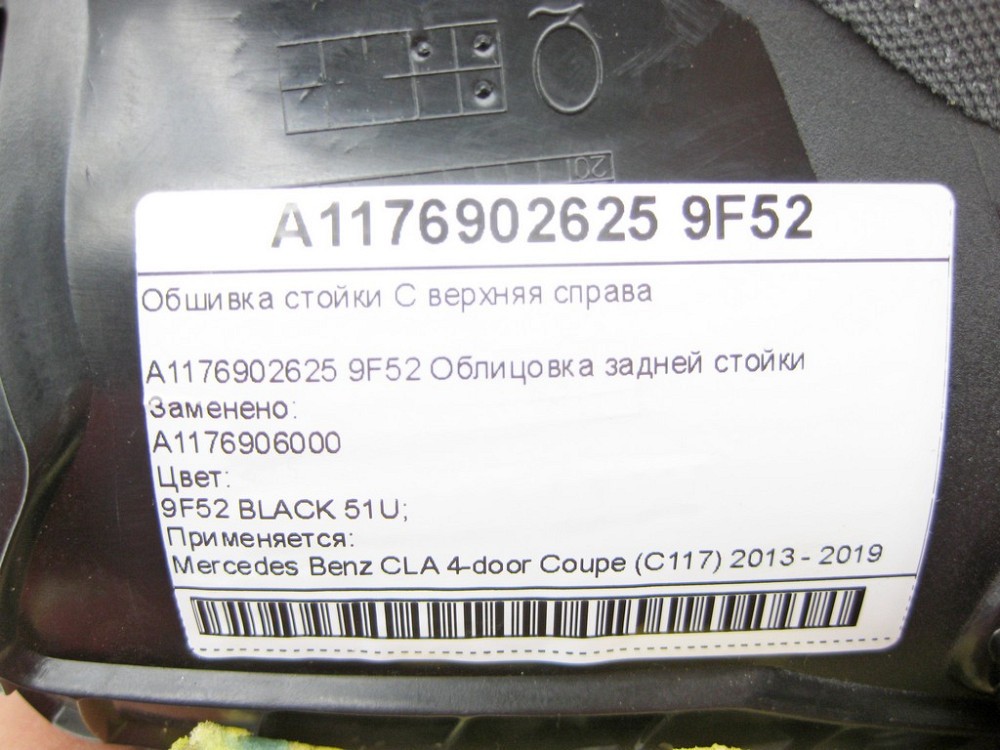 20
A1176902625 9F52
Обшивка стойки С верхняя справа
A1176902625 9F52 Облицовка задней стойки
Заменено:
A1176906000
Цвет:
9F52 BLACK 51U;
Применяется:
Mercedes Benz CLA 4-door Coupe (C117) 2013 - 2019